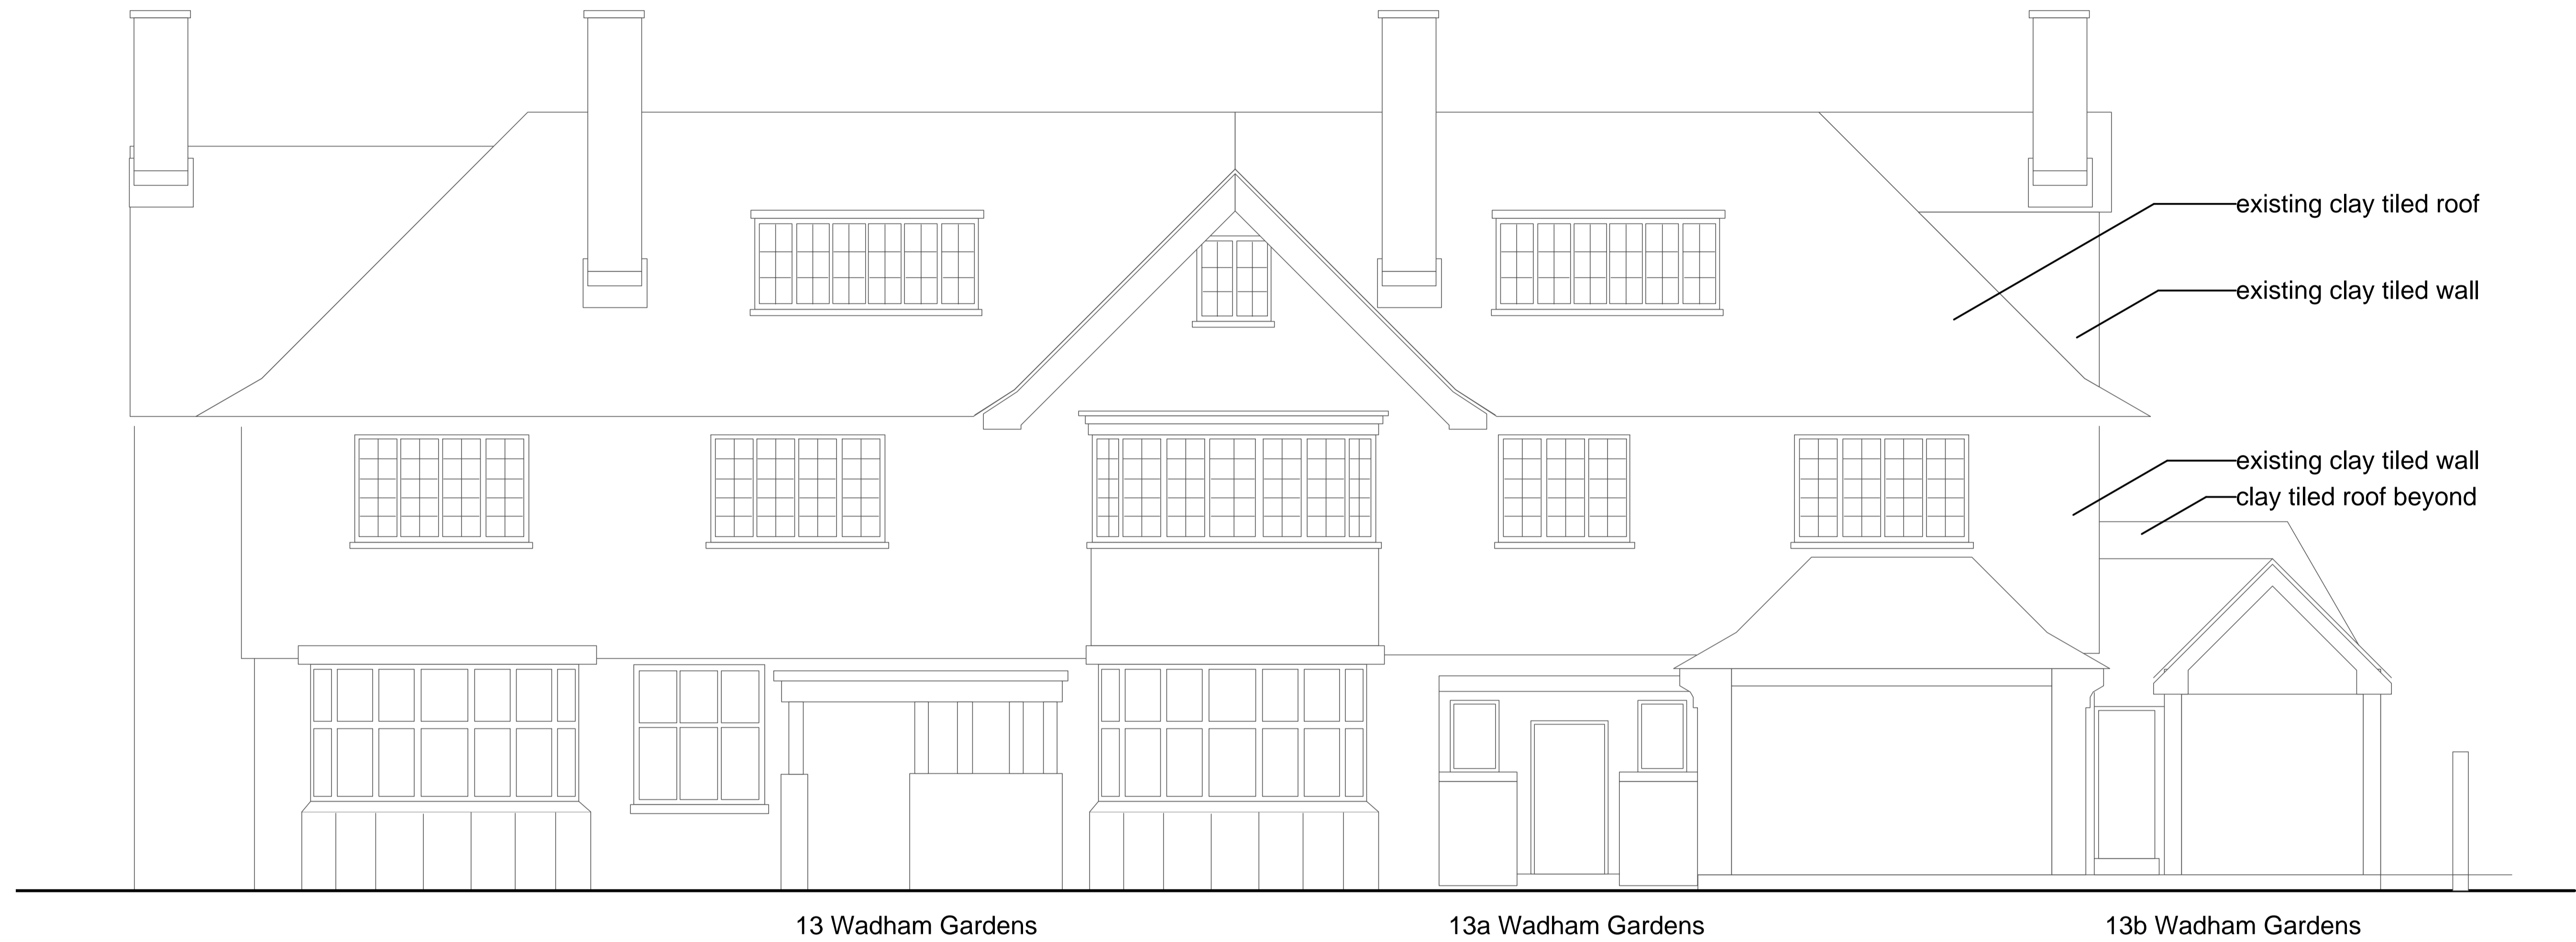 existing clay tiled roof
existing clay tiled wall
existing clay tiled wall
clay tiled roof beyond
13 Wadham Gardens
13a Wadham Gardens
13b Wadham Gardens